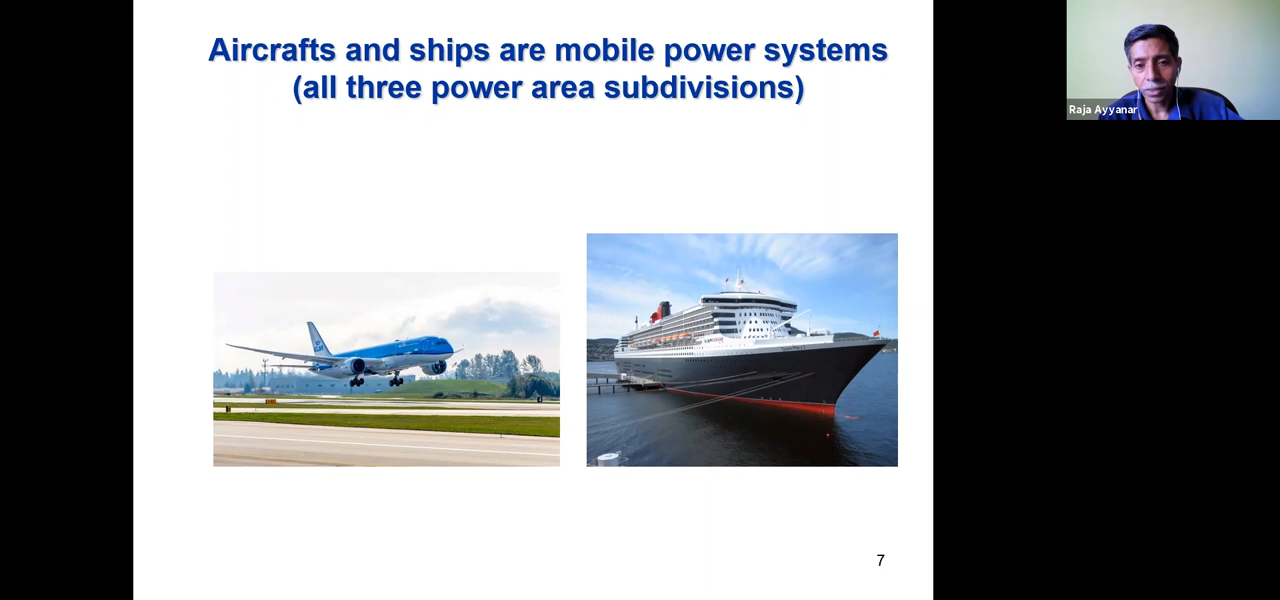 Aircrafts and ships are mobile power systems
(all three power area subdivisions)
Raja Ayyanar
7